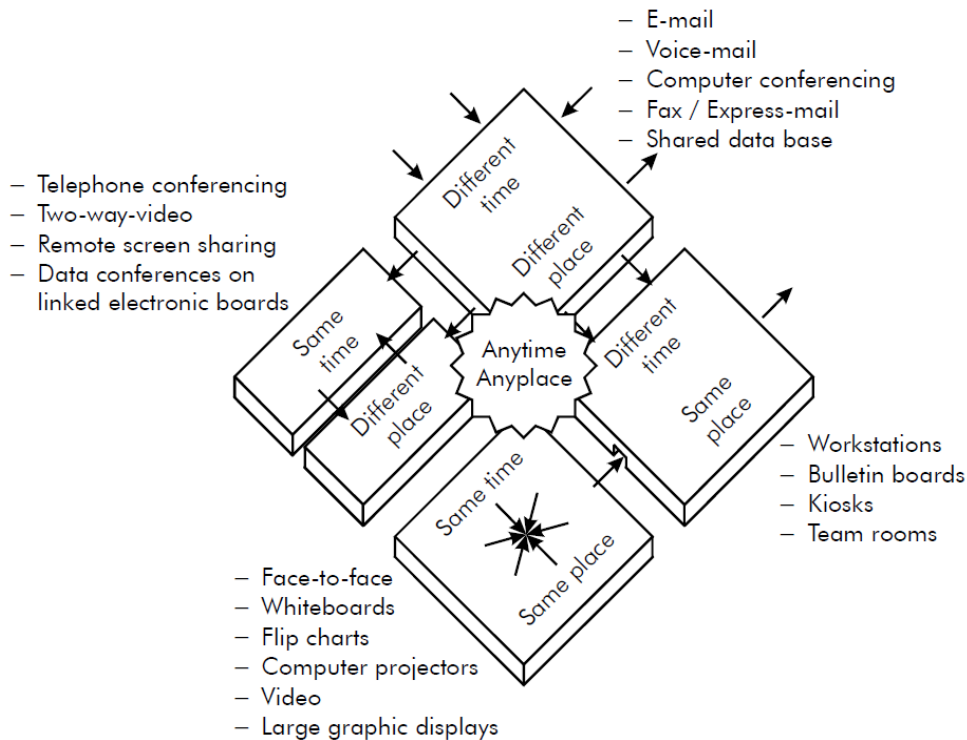 – E-mail
– Voice-mail
– Computer conferencing
– Fax / Express-mail
– Shared data base
Different
time
Different
place
– Telephone conferencing
– Two-way-video
– Remote screen sharing
– Data conferences on
linked electronic boards
Same
time
Different
place
Anytime
Anyplace
Different
time
Same
place
– Workstations
– Bulletin boards
– Kiosks
– Team rooms
Same time
Same place
– Face-to-face
– Whiteboards
– Flip charts
– Computer projectors
– Video
– Large graphic displays